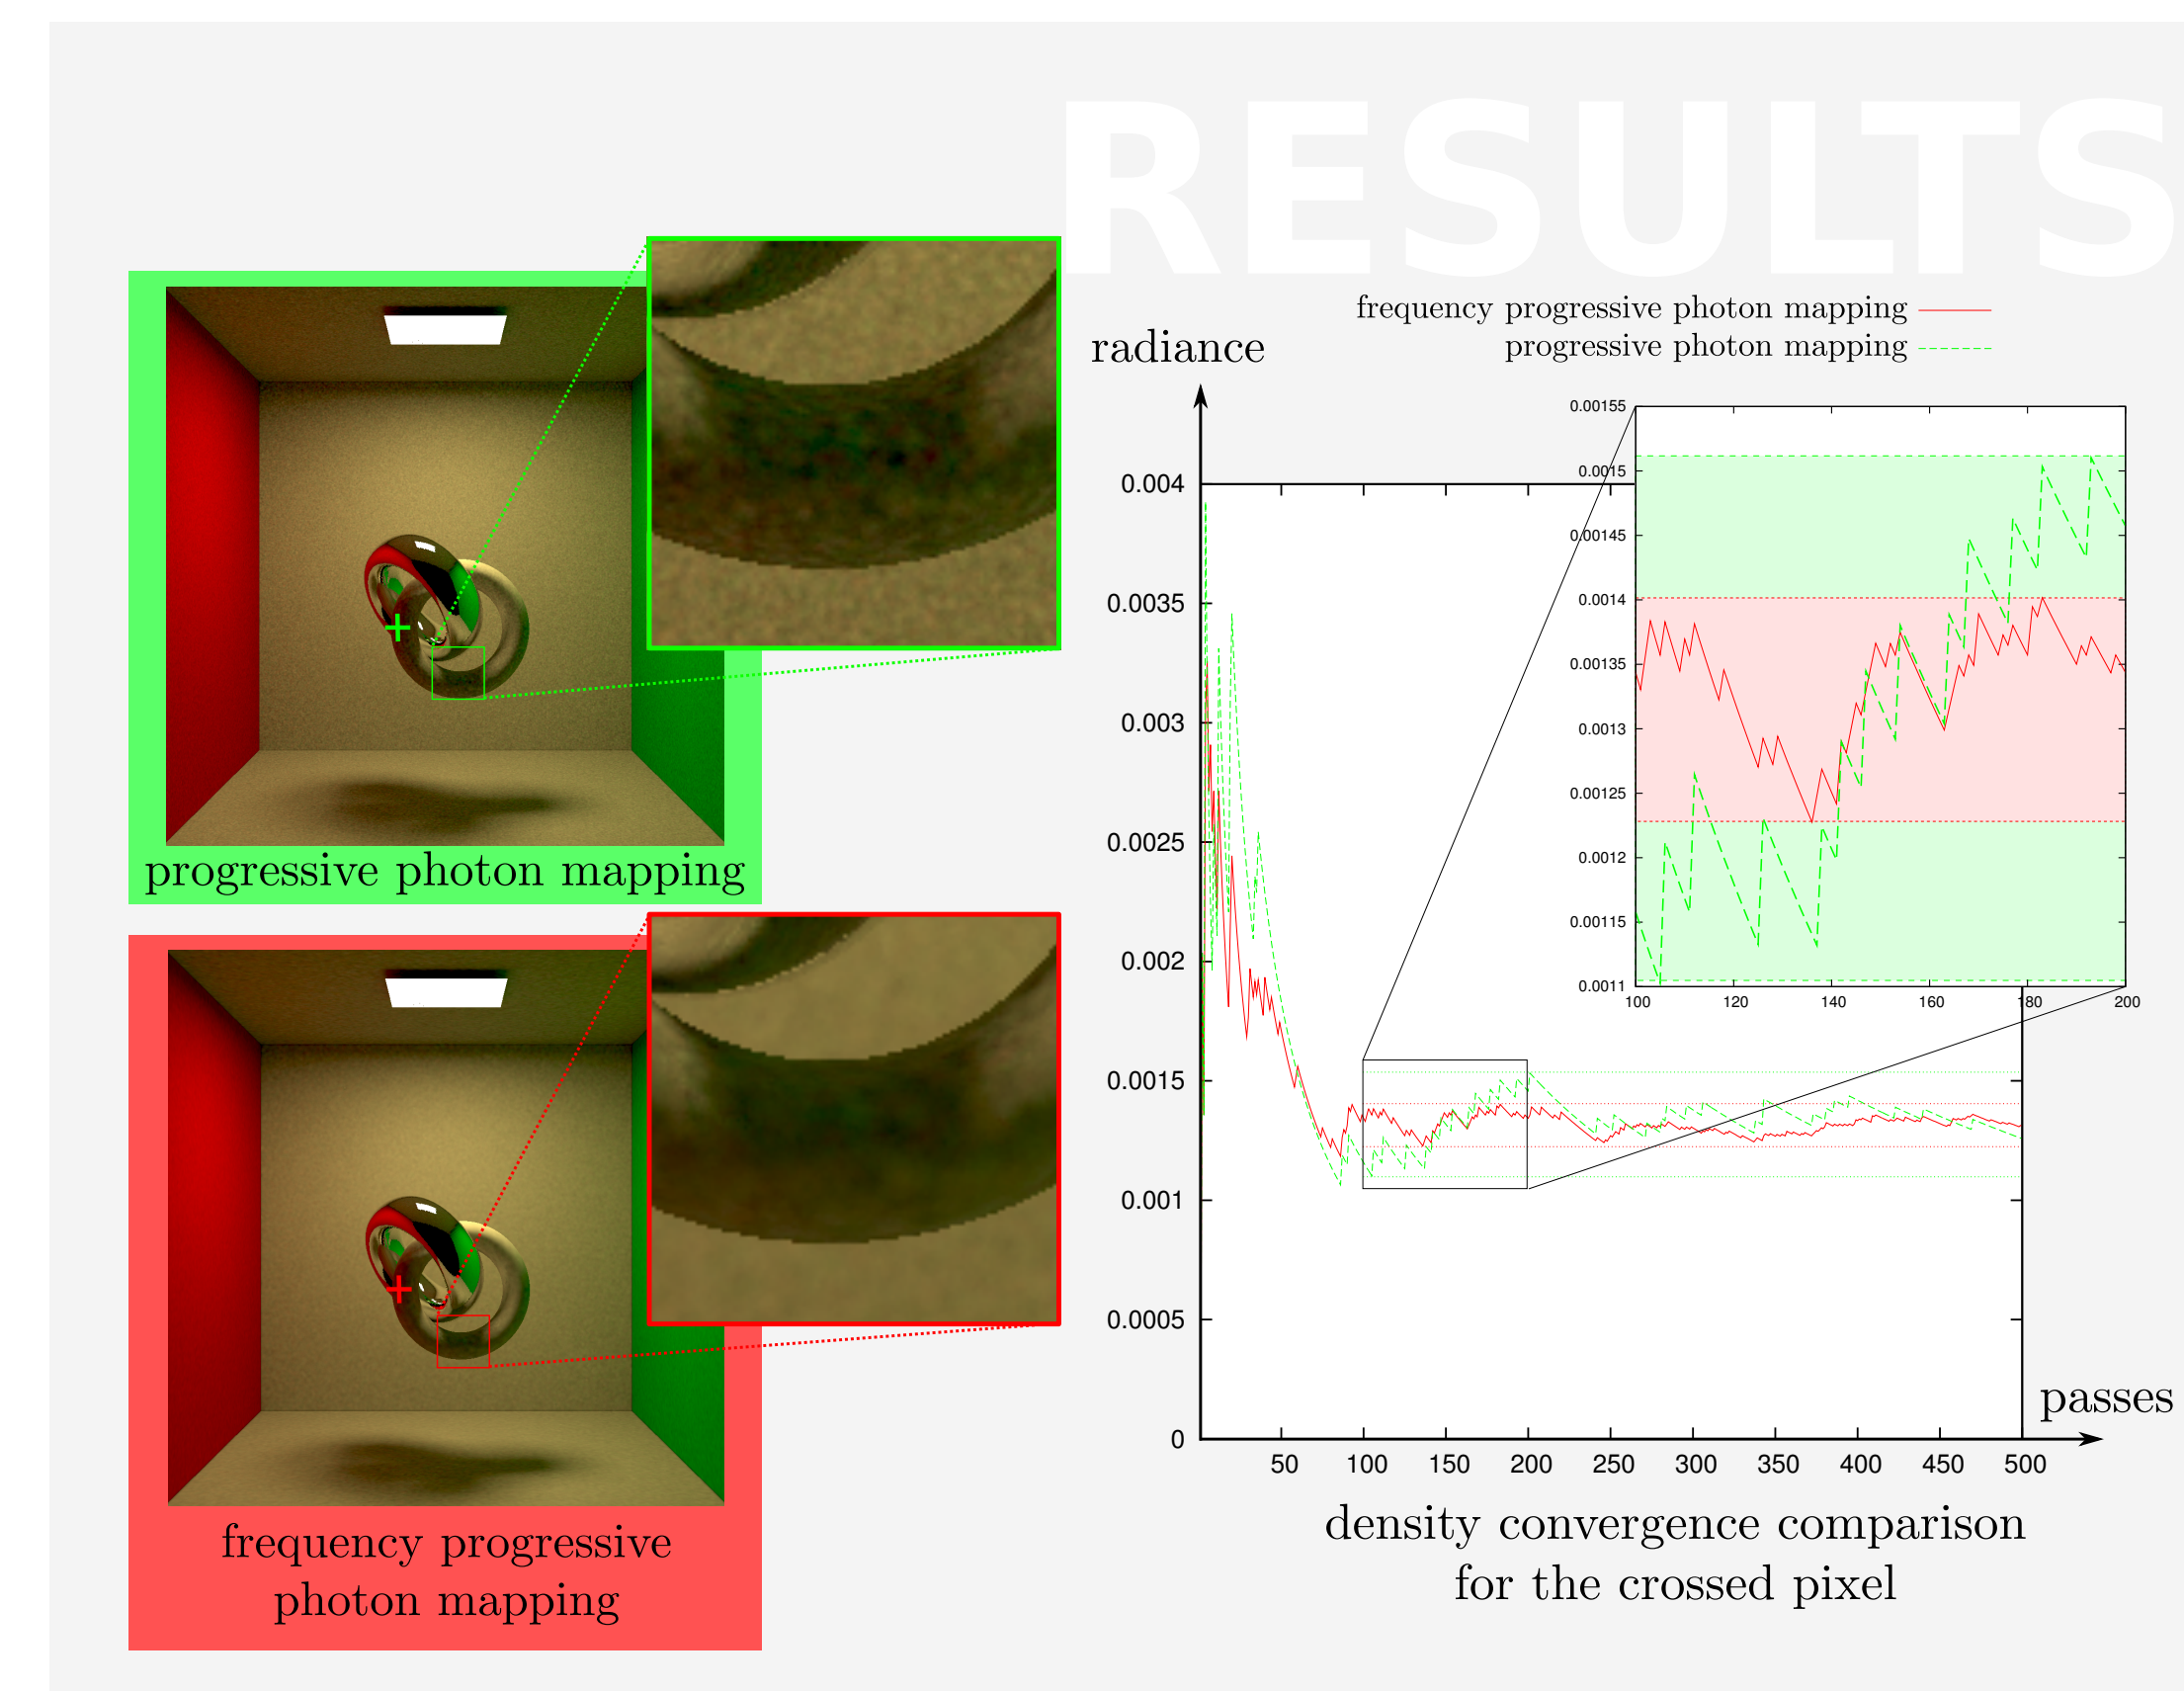 RESULTS
progressive photon mapping
frequency progressive
photon mapping
frequency progressive photon mapping
progressive photon mapping
radiance
0.004
0.0035
0.003
0.0025
0.002
0.0015
0.001
0.0005
0
50 100 150 200 250 300 350 400 450 500
passes
0.00155
0.0015
0.00145
0.0014
0.00135
0.0013
0.00125
0.0012
0.00115
0.0011
100 120 140 160 180 200
density convergence comparison
for the crossed pixel